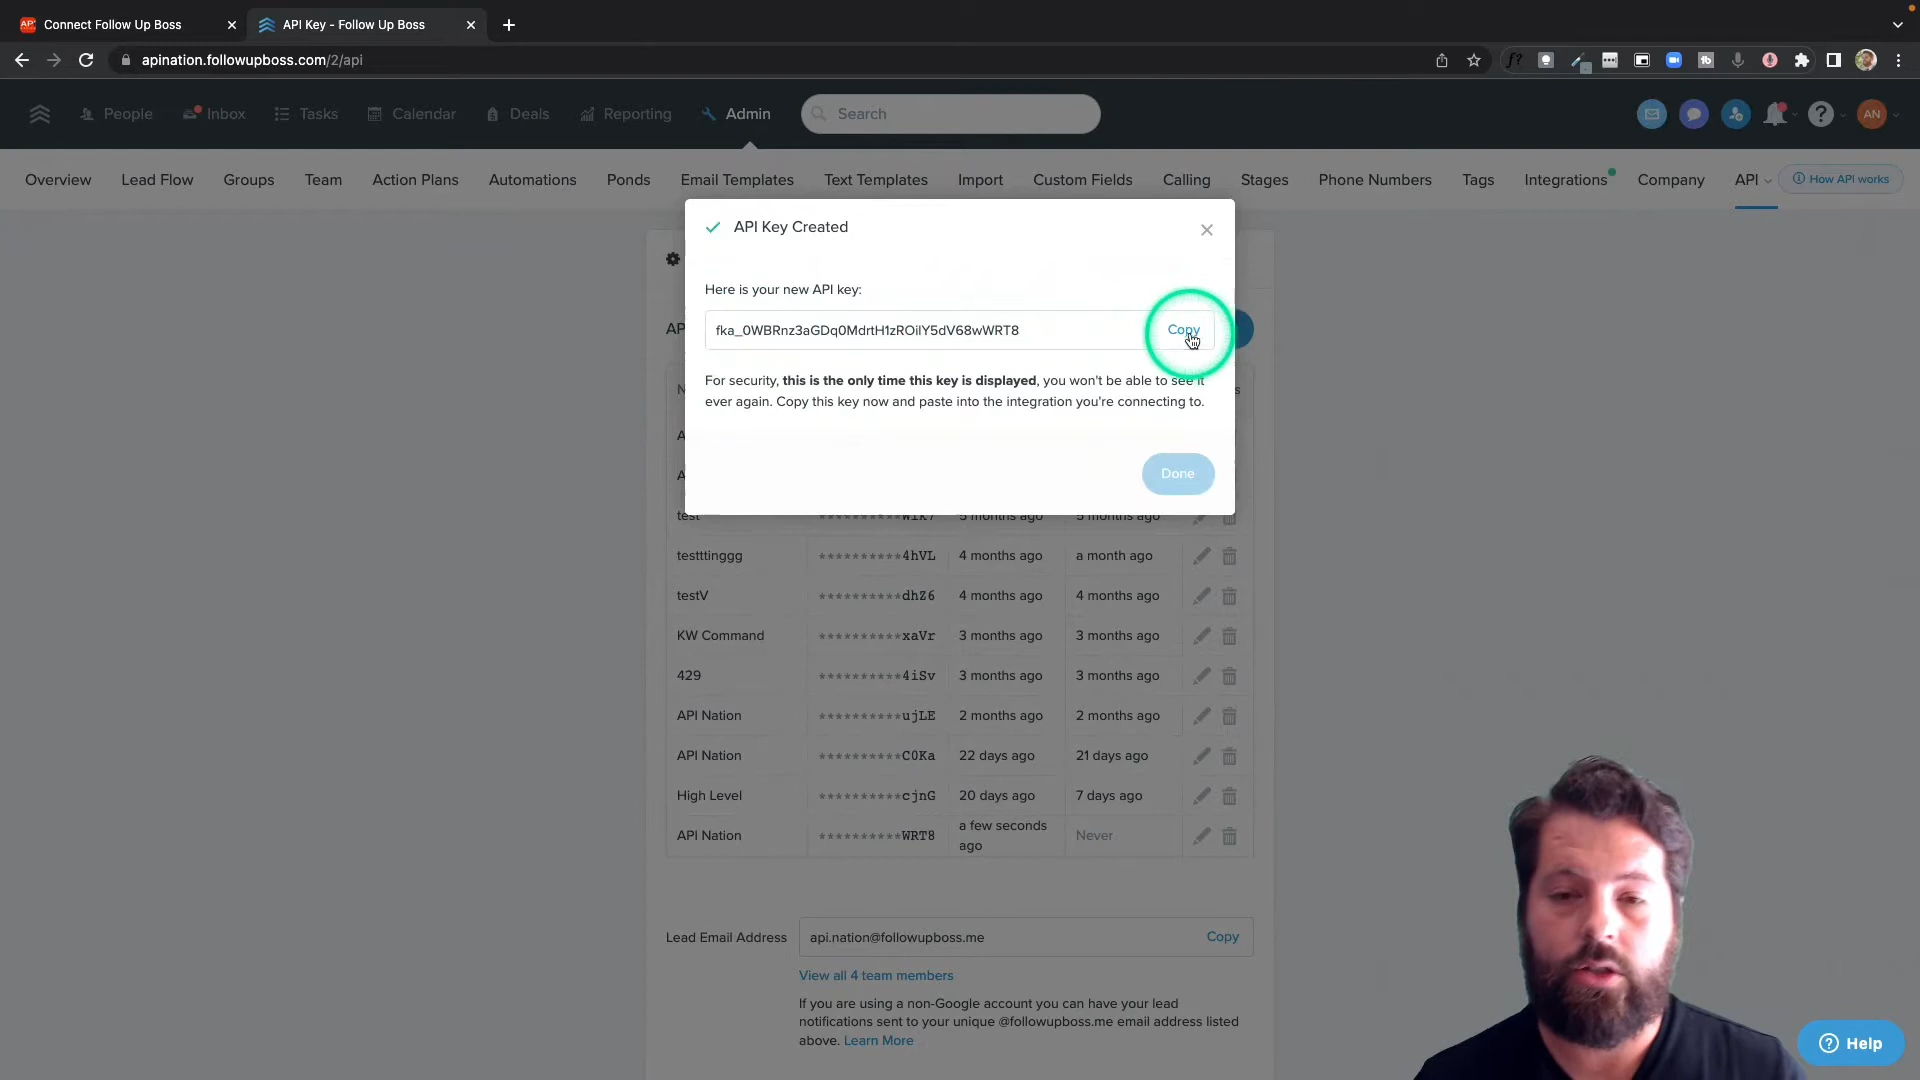 Connect Follow Up Boss
API Key - Follow Up Boss
apination.followupboss.com/2/api
People
Inbox
Tasks
Calendar
Deals
Reporting
Admin
Search
AN
Overview
Lead Flow
Groups
Team
Action Plans
Automations
Ponds
Email Templates
Text Templates
Import
Custom Fields
Calling
Stages
Phone Numbers
Tags
Integrations
Company
API
How API works
API Key Created
Here is your new API key:
fka_0WBRnz3aGDq0MdrtH1zROilY5dV68wWRT8
Copy
For security, this is the only time this key is displayed, you won't be able to see it
ever again. Copy this key now and paste into the integration you're connecting to.
Done
test **********WIK7 5 months ago 5 months ago
testttinggg **********4hVL 4 months ago a month ago
testV **********dhZ6 4 months ago 4 months ago
KW Command **********xaVr 3 months ago 3 months ago
429 **********4iSv 3 months ago 3 months ago
API Nation **********ujLE 2 months ago 2 months ago
API Nation **********C0Ka 22 days ago 21 days ago
High Level **********cjnG 20 days ago 7 days ago
API Nation **********WRT8 a few seconds ago Never
Lead Email Address
api.nation@followupboss.me
Copy
View all 4 team members
If you are using a non-Google account you can have your lead
notifications sent to your unique @followupboss.me email address listed
above. Learn More
Help